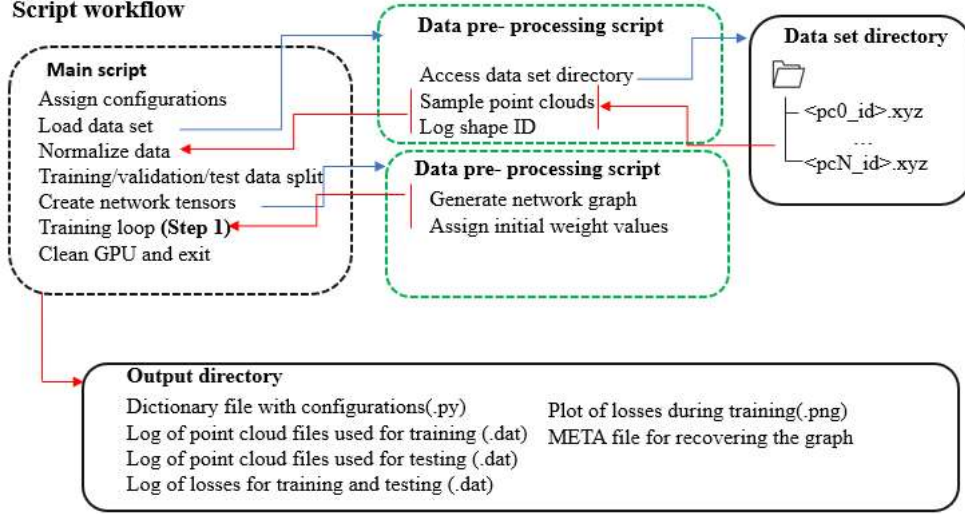 Script workflow
Main script
Assign configurations
Load data set
Normalize data
Training/validation/test data split
Create network tensors
Training loop (Step 1)
Clean GPU and exit
Data pre- processing script
Access data set directory
Sample point clouds
Log shape ID
Data pre- processing script
Generate network graph
Assign initial weight values
Data set directory
<pc0_id>.xyz
...
<pcN_id>.xyz
Output directory
Dictionary file with configurations(.py)
Log of point cloud files used for training (.dat)
Log of point cloud files used for testing (.dat)
Log of losses for training and testing (.dat)
Plot of losses during training(.png)
META file for recovering the graph